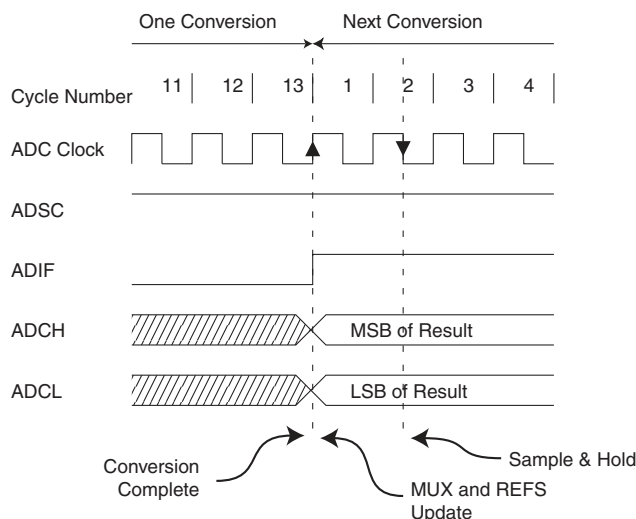 One Conversion Next Conversion
Cycle Number 11 12 13 1 2 3 4
ADC Clock
ADSC
ADIF
ADCH MSB of Result
ADCL LSB of Result
Conversion
Complete
MUX and REFS
Update
Sample & Hold